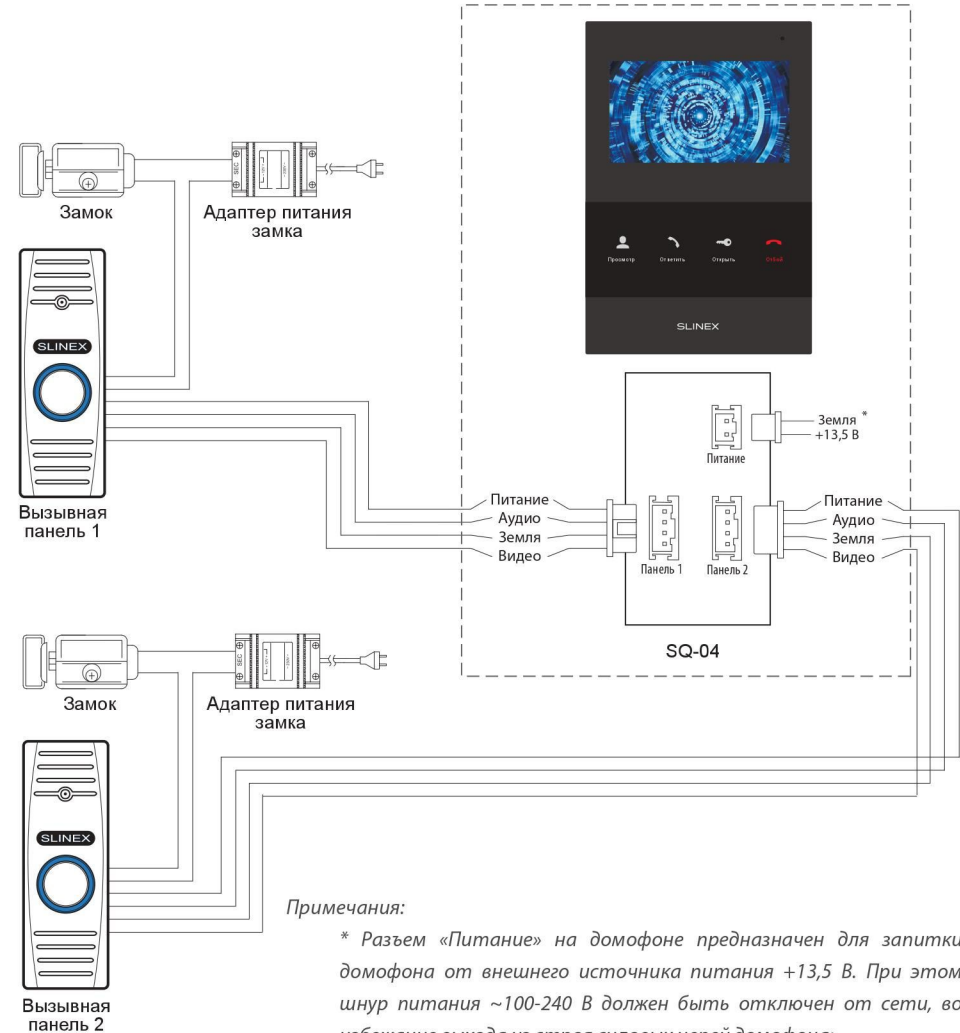 Просмотр Ответить Открыть Отбой
SLINEX
Замок
Адаптер питания
замка
SEC
SLINEX
Вызывная
панель 1
Земля *
+13,5 В
Питание
Питание
Аудио
Земля
Видео
Панель 1
Панель 2
Питание
Аудио
Земля
Видео
SQ-04
Замок
Адаптер питания
замка
SEC
SLINEX
Вызывная
панель 2
Примечания:
* Разъем «Питание» на домофоне предназначен для запитки
домофона от внешнего источника питания +13,5 В. При этом
шнур питания ~100-240 В должен быть отключен от сети, во